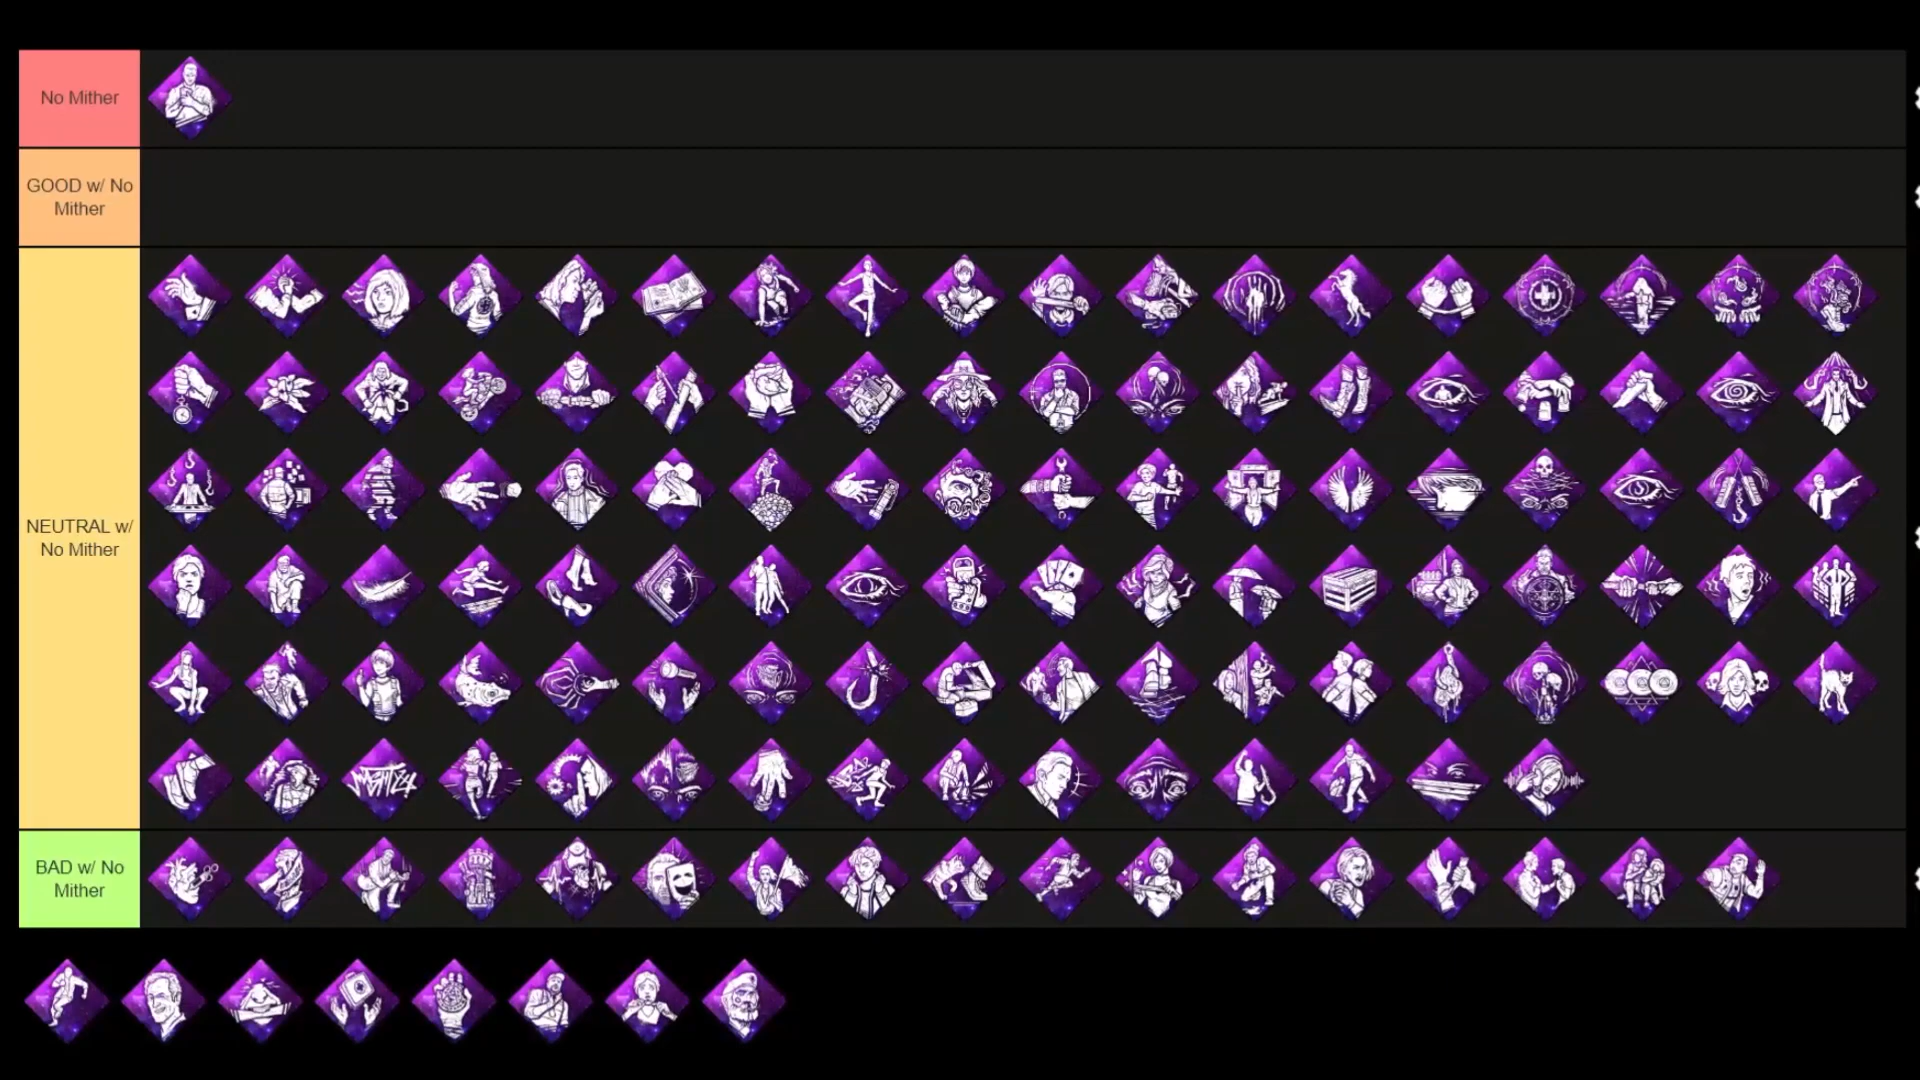 No Mither
GOOD w/ No
Mither
NEUTRAL w/
No Mither
BAD w/ No
Mither